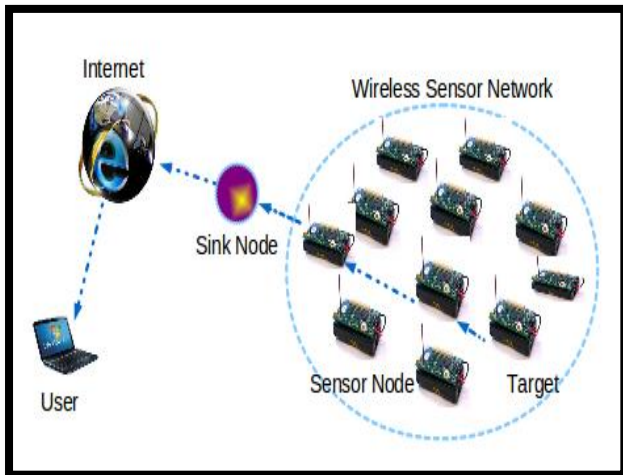 Internet
Wireless Sensor Network
Sink Node
Sensor Node
Target
User